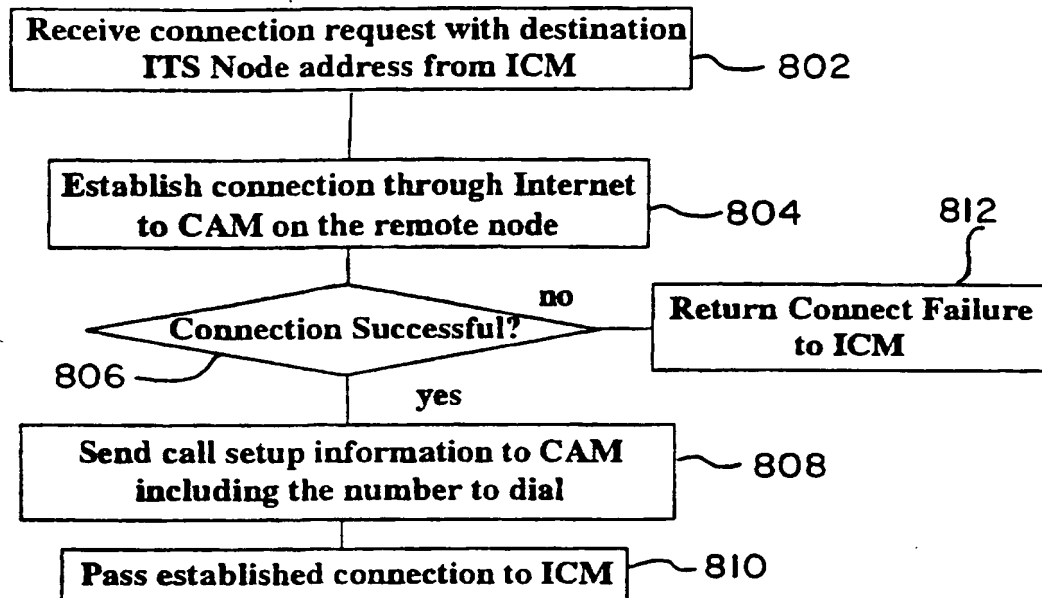 Receive connection request with destination
ITS Node address from ICM
802
Establish connection through Internet
to CAM on the remote node
804
812
no
Return Connect Failure
to ICM
Connection Successful?
806
yes
Send call setup information to CAM
including the number to dial
808
Pass established connection to ICM
810